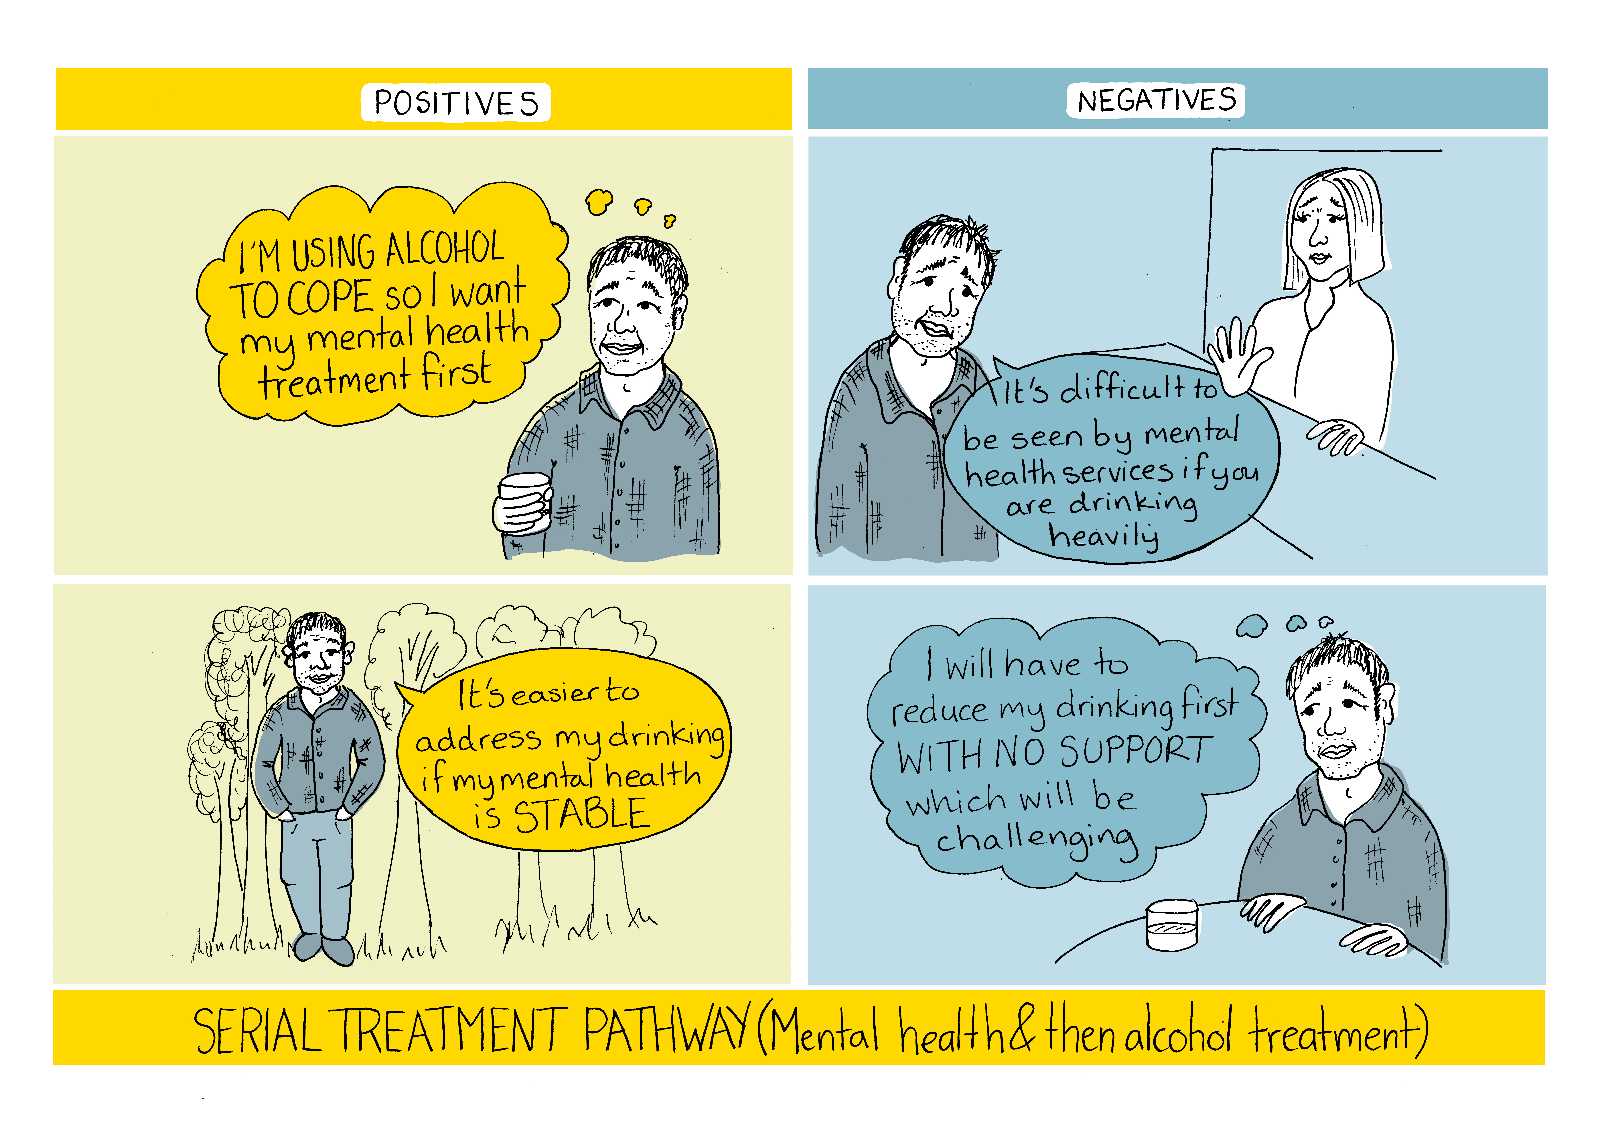 POSITIVES
I'M USING ALCOHOL
TO COPE so I want
my mental health
treatment first
It's easier to
address my drinking
if my mental health
is STABLE
NEGATIVES
It's difficult to
be seen by mental
health services if you
are drinking
heavily
I will have to
reduce my drinking first
WITH NO SUPPORT
which will be
challenging
SERIAL TREATMENT PATHWAY (Mental health & then alcohol treatment)